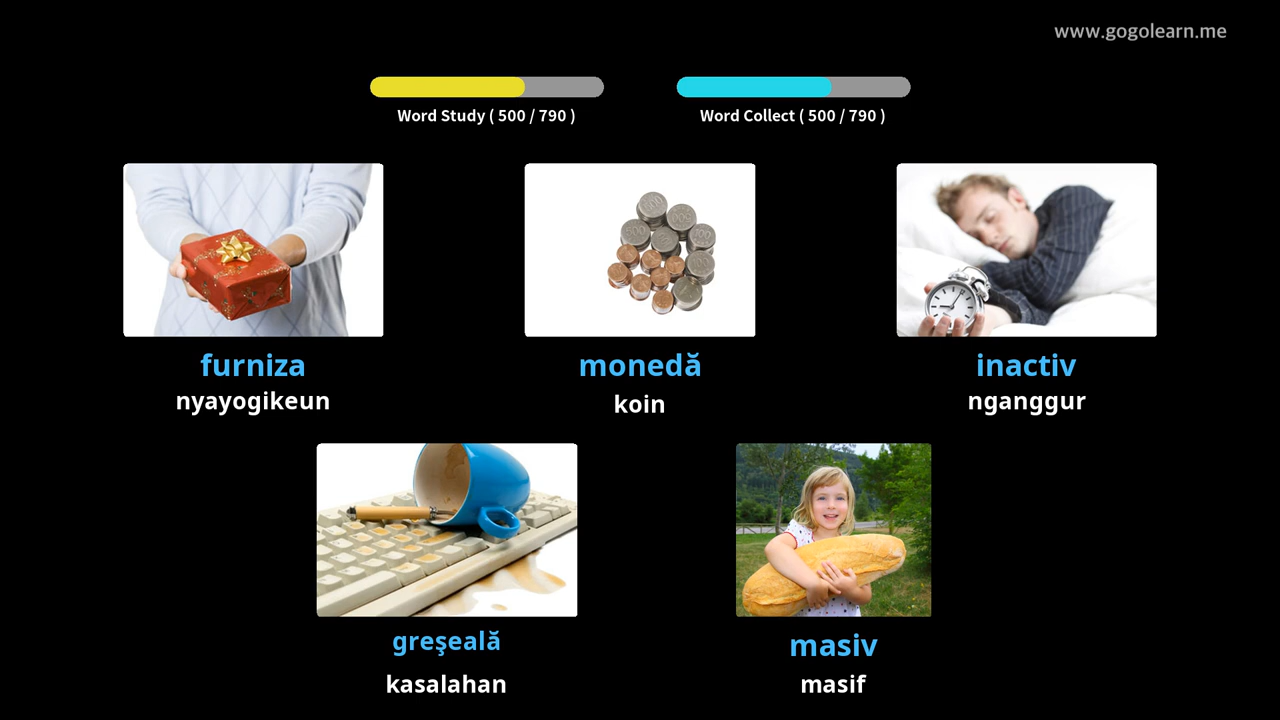 www.gogolearn.me
Word Study ( 500 / 790 )
Word Collect ( 500 / 790 )
furniza
nyayogikeun
monedă
koin
inactiv
nganggur
greşeală
kasalahan
masiv
masif